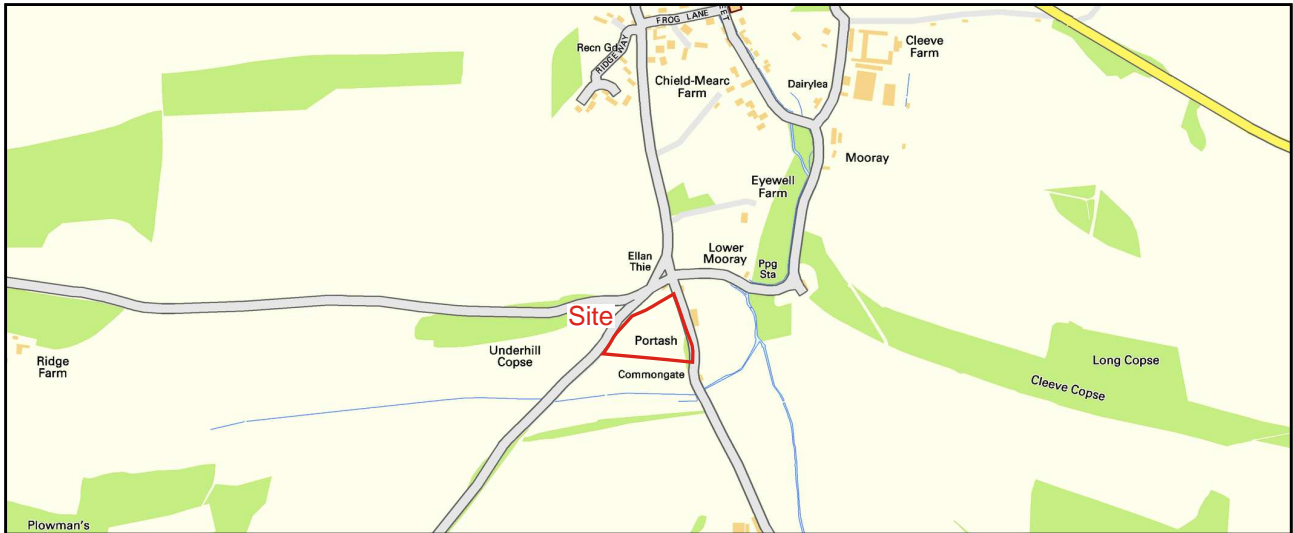 FROG LANE
EET
Recn Gd
RIDGEWAY
Cleeve
Farm
Chield-Mearc
Farm
Dairylea
Mooray
Eyewell
Farm
Ellan
Thie
Lower
Mooray
Ppg
Sta
Site
Portash
Ridge
Farm
Underhill
Copse
Commongate
Long Copse
Cleeve Copse
Plowman's